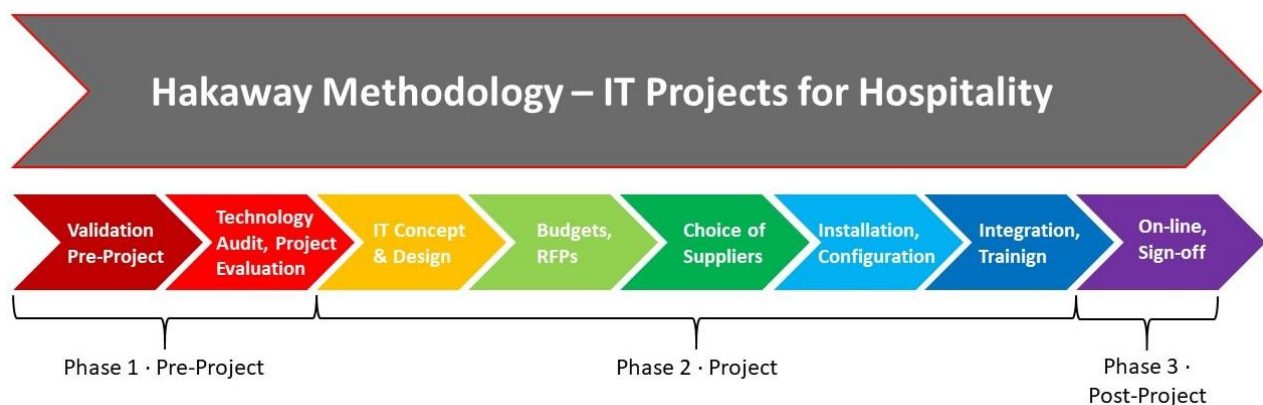 Hakaway Methodology – IT Projects for Hospitality
Validation
Pre-Project
Technology
Audit, Project
Evaluation
IT Concept
& Design
Budgets,
RFPs
Choice of
Suppliers
Installation,
Configuration
Integration,
Trainign
On-line,
Sign-off
Phase 1 · Pre-Project
Phase 2 · Project
Phase 3 ·
Post-Project